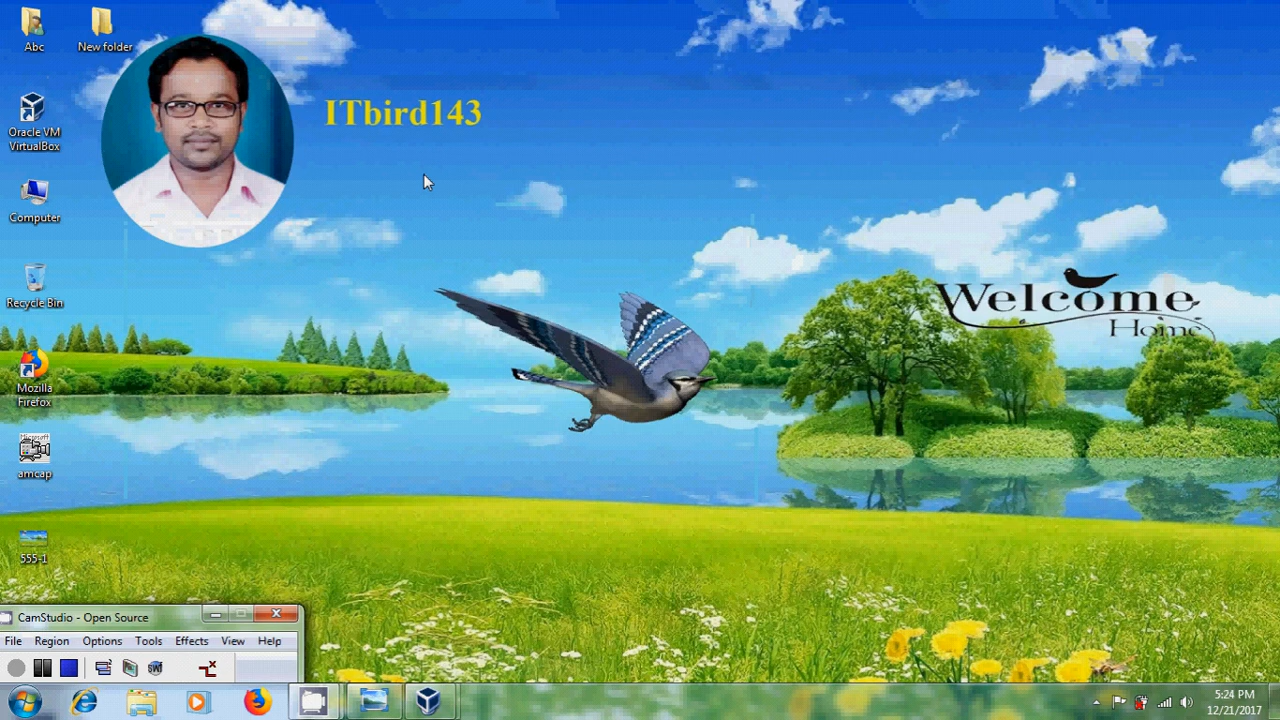 Abc
New folder
ITbird143
Oracle VM
VirtualBox
Computer
Recycle Bin
Welcome
Home
Mozilla
Firefox
amcap
555-1
CamStudio - Open Source
File Region Options Tools Effects View Help
5:24 PM
12/21/2017